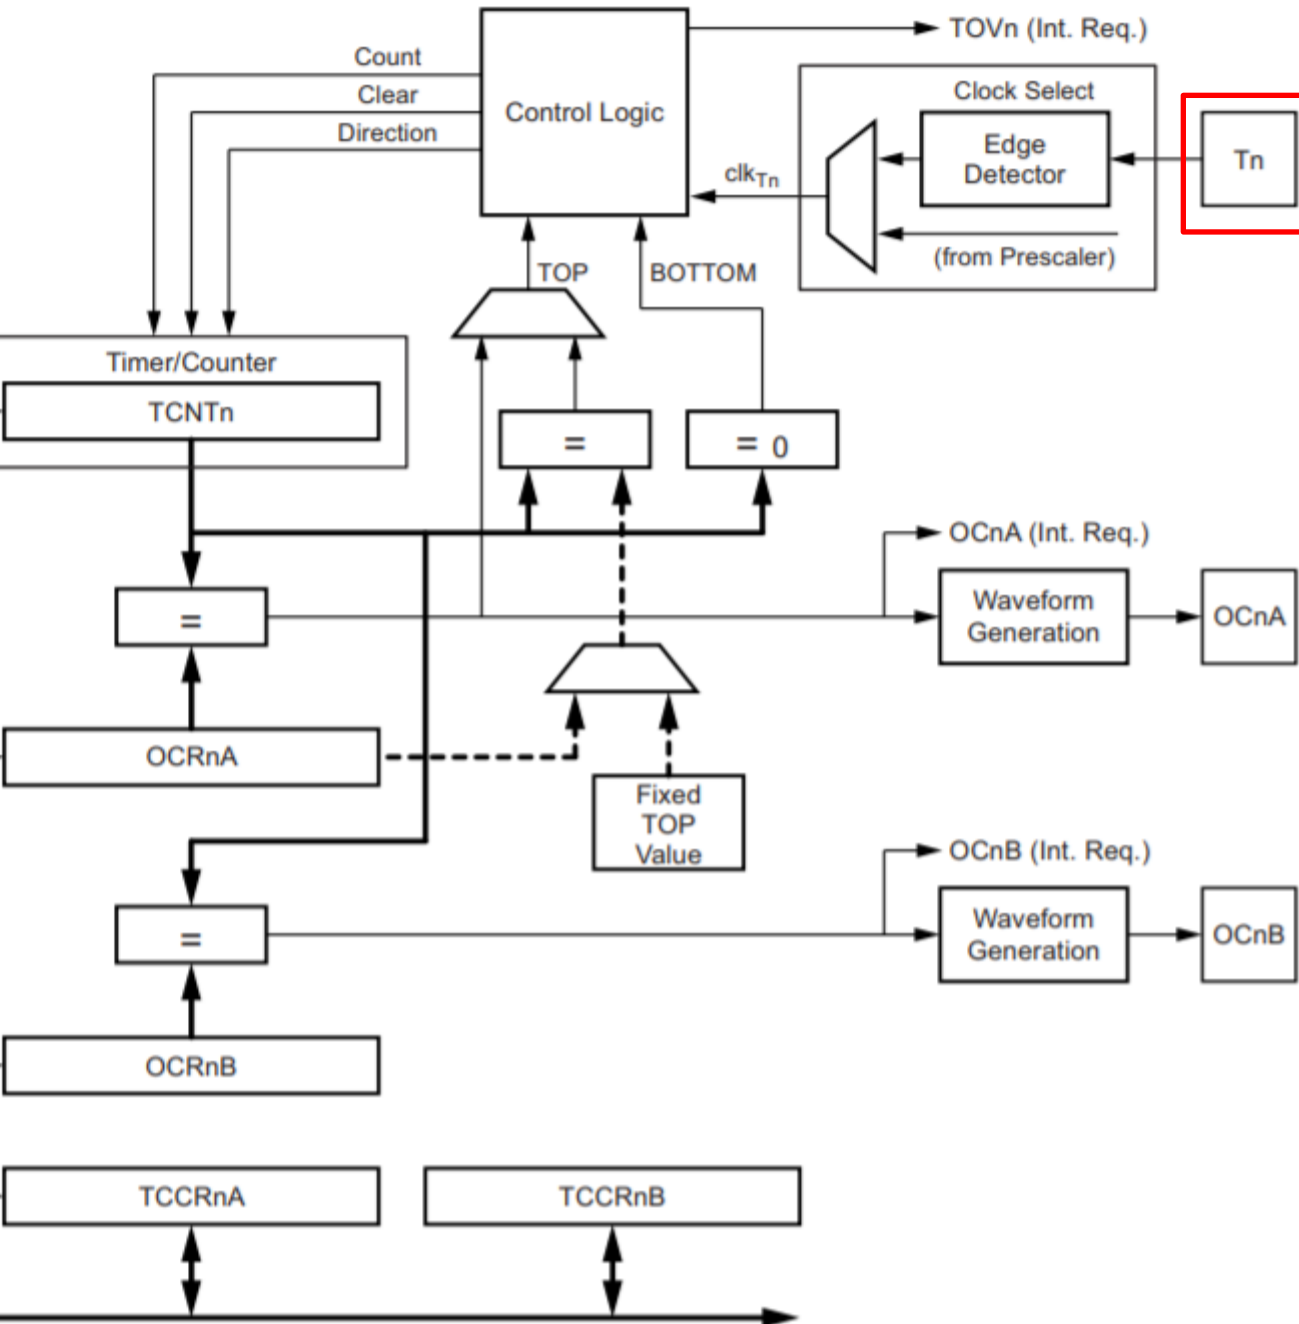 TOVn (Int. Req.)
Count
Clear
Direction
Control Logic
Clock Select
Edge
Detector
Tn
clkTn
(from Prescaler)
TOP
BOTTOM
Timer/Counter
TCNTn
=
= 0
OCnA (Int. Req.)
=
Waveform
Generation
OCnA
OCRnA
Fixed
TOP
Value
OCnB (Int. Req.)
=
Waveform
Generation
OCnB
OCRnB
TCCRnA
TCCRnB